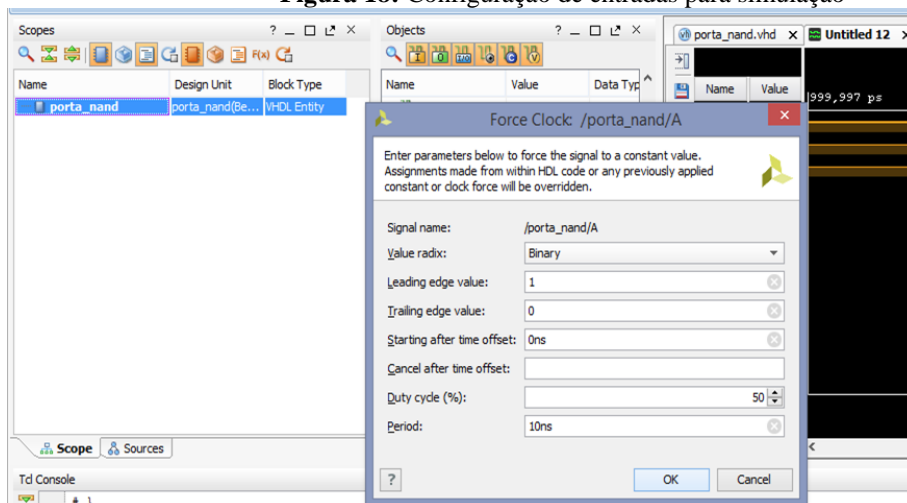 Figura 18: Configuração de entradas para simulação
Scopes
Name Design Unit Block Type
porta_nand porta_nand(Be... VHDL Entity
Scope Sources
Objects
Name Value Data Typ
porta_nand.vhd Untitled 12
Name Value
999,997 ps
Force Clock: /porta_nand/A
Enter parameters below to force the signal to a constant value.
Assignments made from within HDL code or any previously applied
constant or clock force will be overridden.
Signal name: /porta_nand/A
Value radix: Binary
Leading edge value: 1
Trailing edge value: 0
Starting after time offset: 0ns
Cancel after time offset:
Duty cycle (%): 50
Period: 10ns
? OK Cancel
Tcl Console
# }